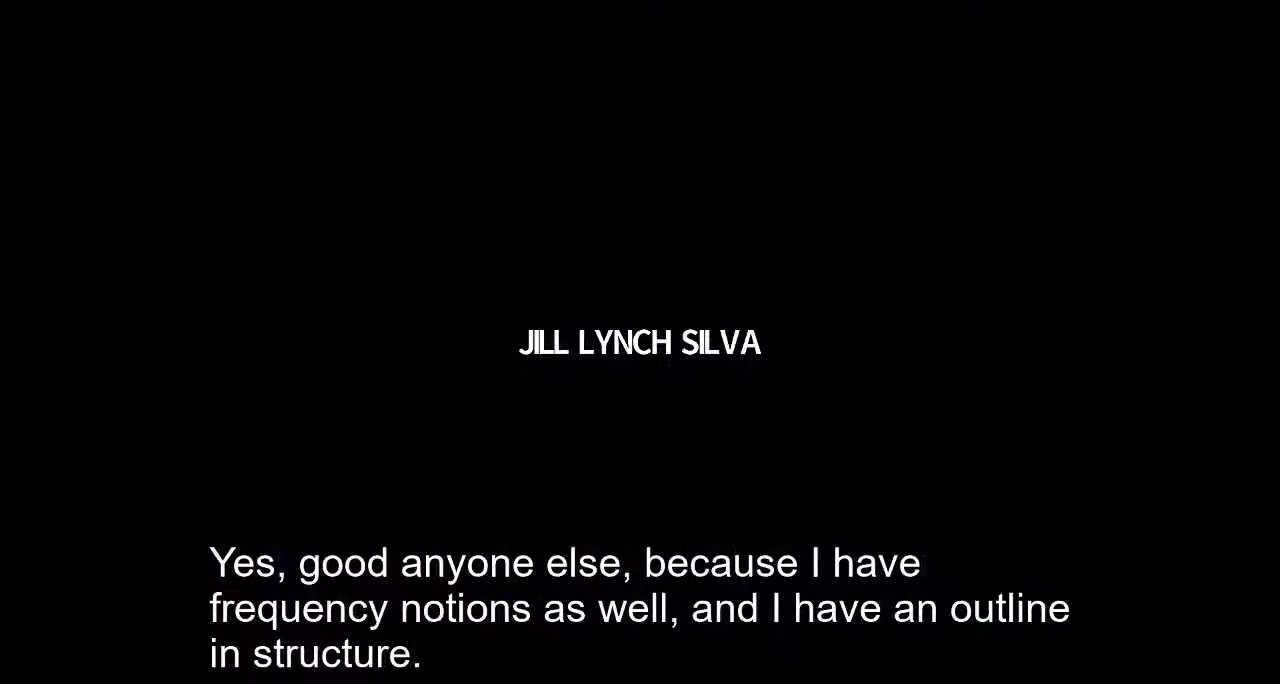 JILL LYNCH SILVA
Yes, good anyone else, because I have
frequency notions as well, and I have an outline
in structure.